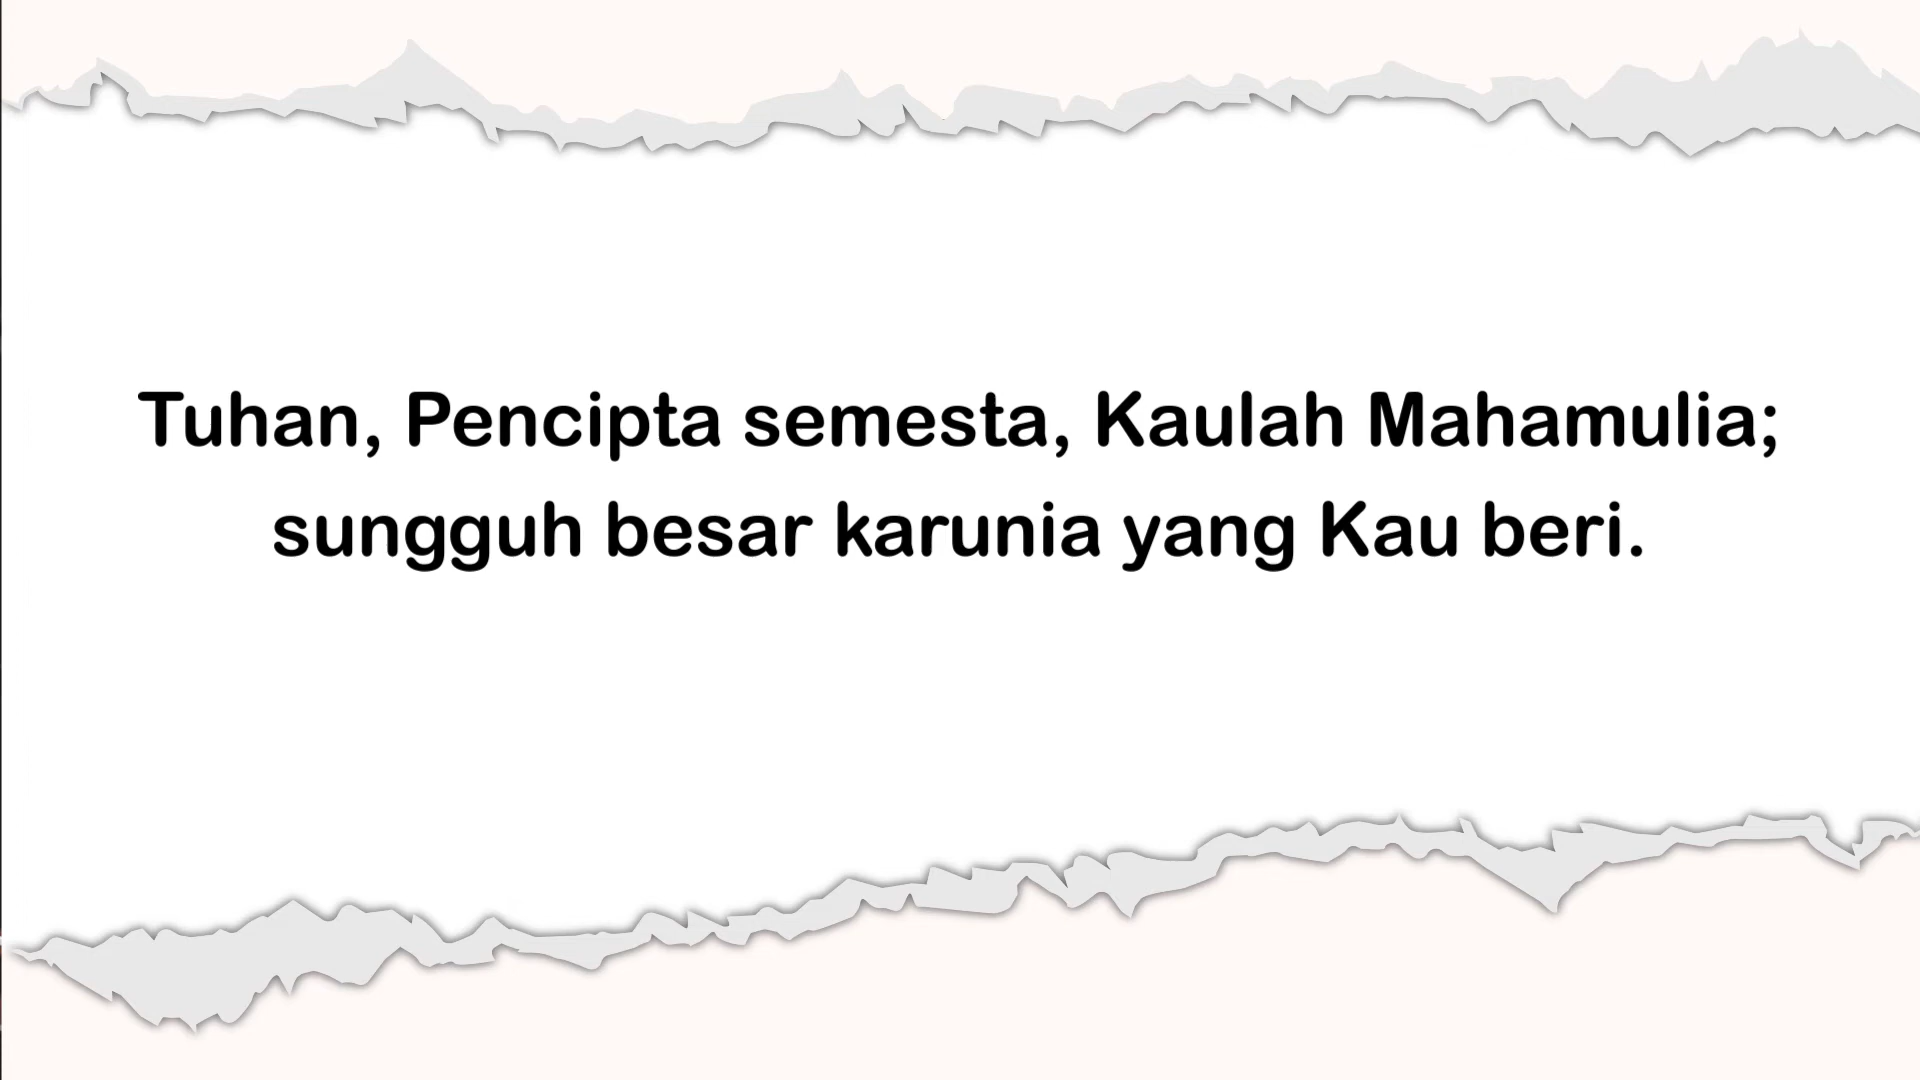 Tuhan, Pencipta semesta, Kaulah Mahamulia;
sungguh besar karunia yang Kau beri.